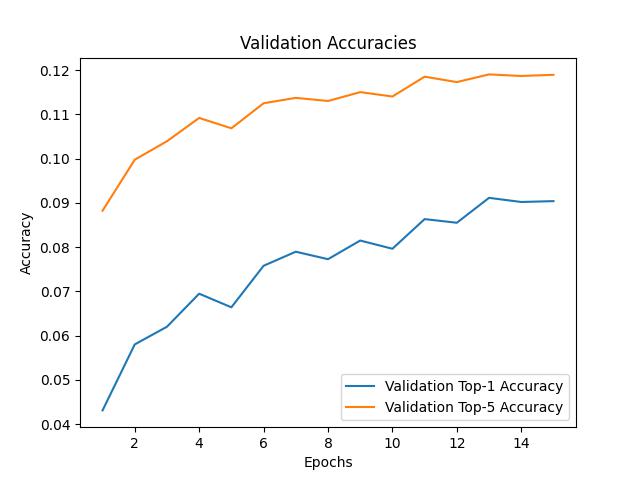 Validation Accuracies
0.12
0.11
0.10
0.09
0.08
0.07
0.06
0.05
0.04
Accuracy
Validation Top-1 Accuracy
Validation Top-5 Accuracy
2 4 6 8 10 12 14
Epochs